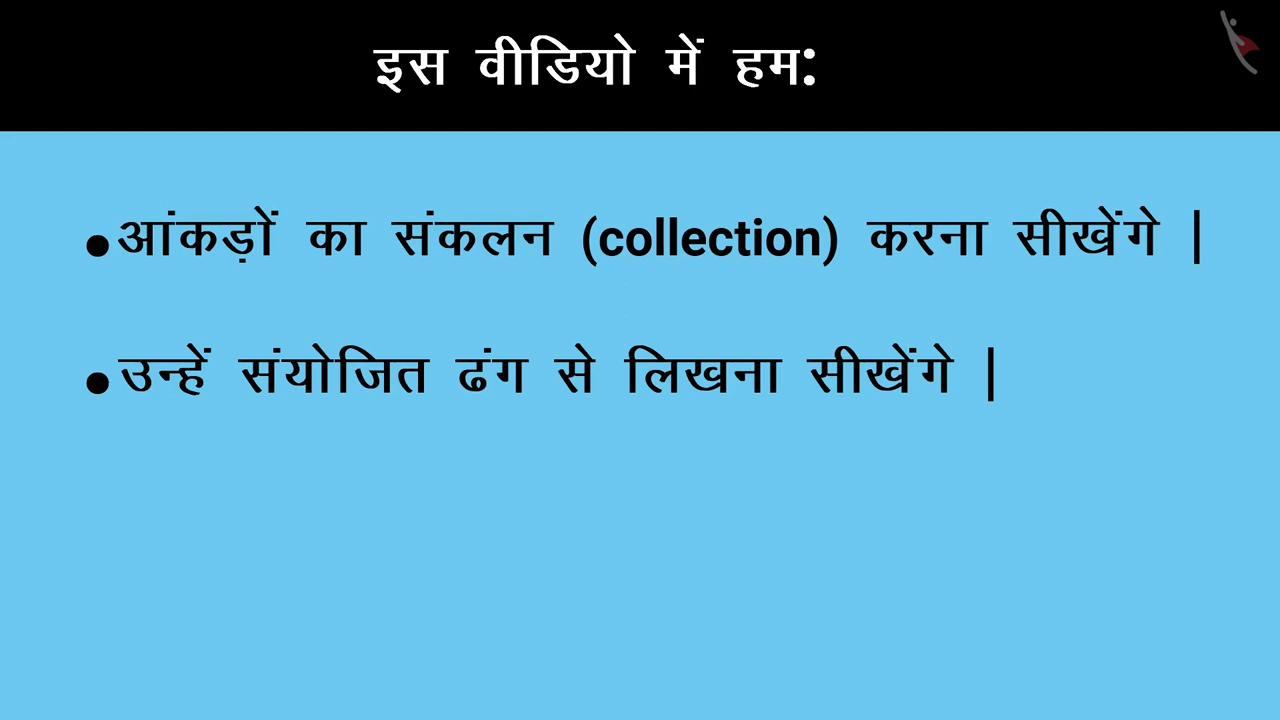 इस वीडियो में हम:
•आंकड़ों का संकलन (collection) करना सीखेंगे |
•उन्हें संयोजित ढंग से लिखना सीखेंगे |